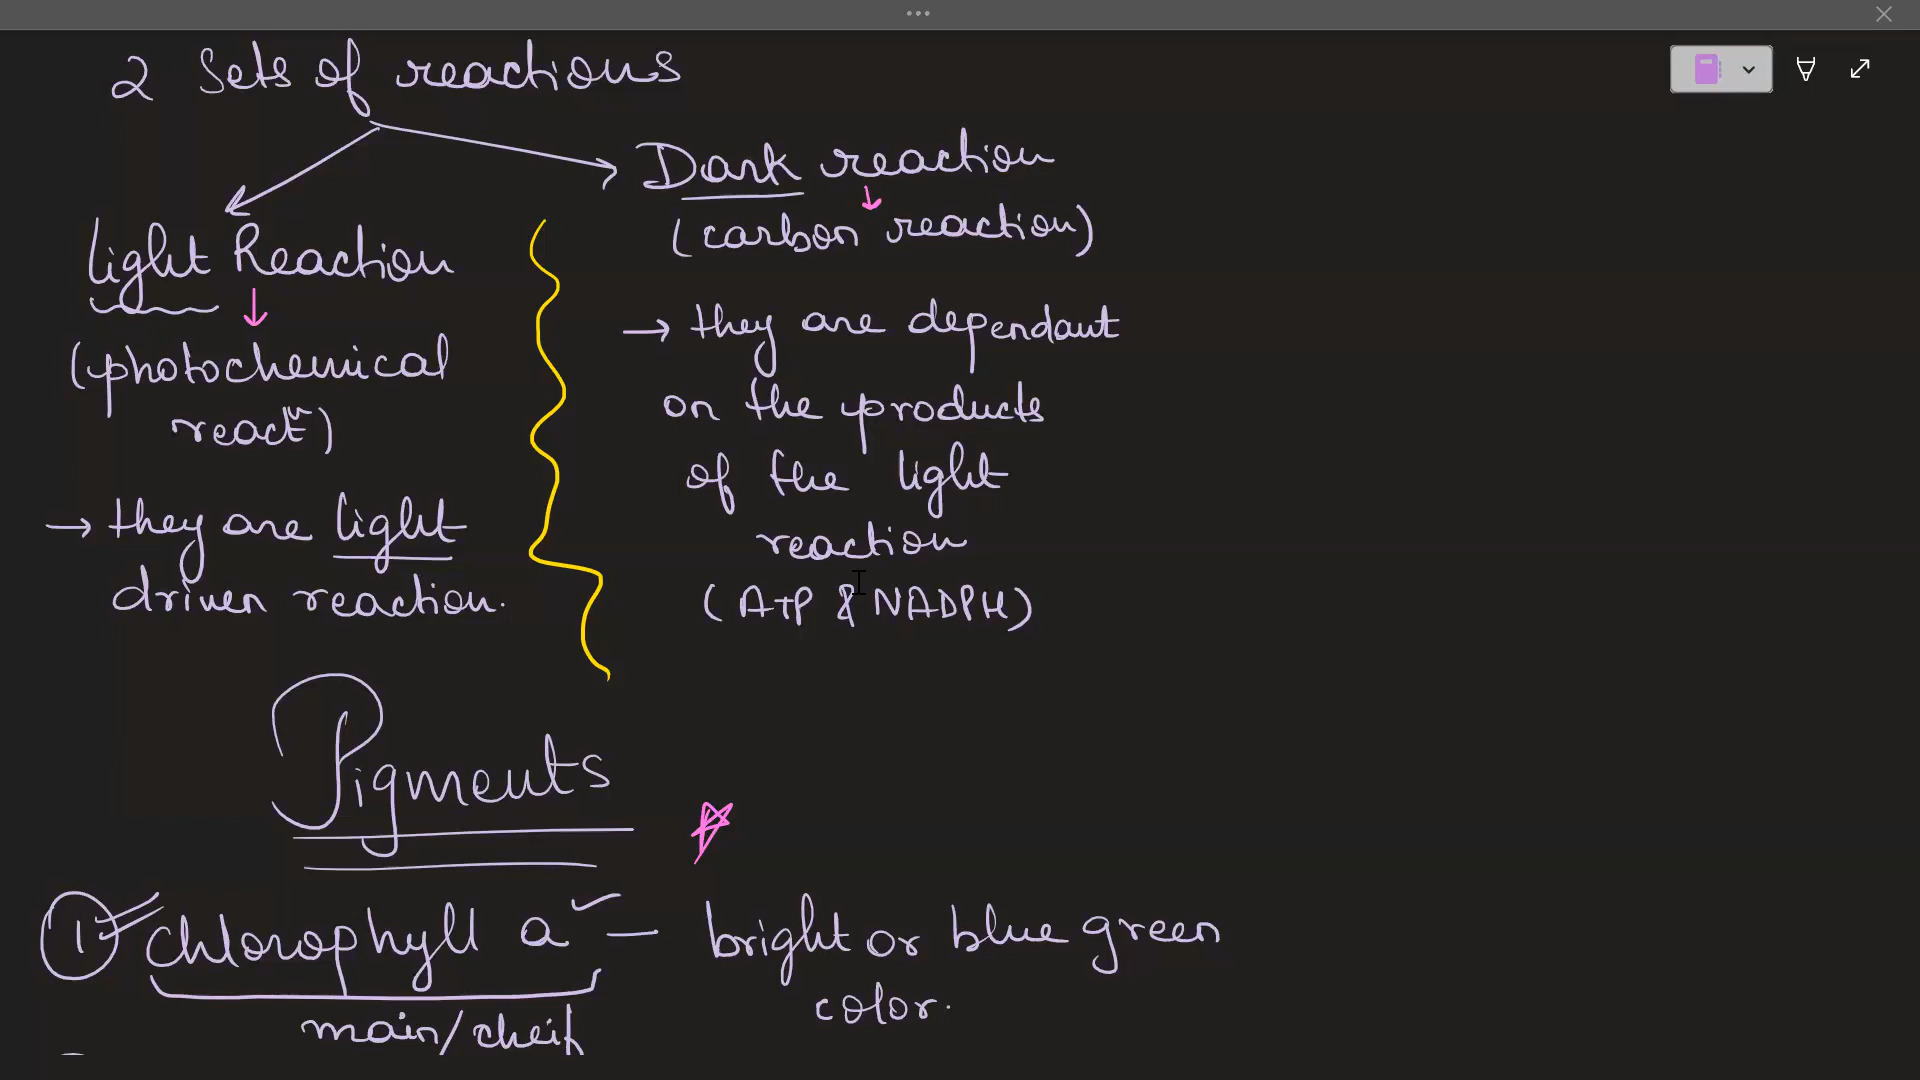 2 Sets of reactions
Light Reaction
(photochemical
reactⁿ)
→ they are light
driven reaction.
Dark reaction
(carbon reaction)
→ they are dependant
on the products
of the light
reaction
(ATP & NADPH)
Pigments
① chlorophyll a — bright or blue green
color.
main/cheif